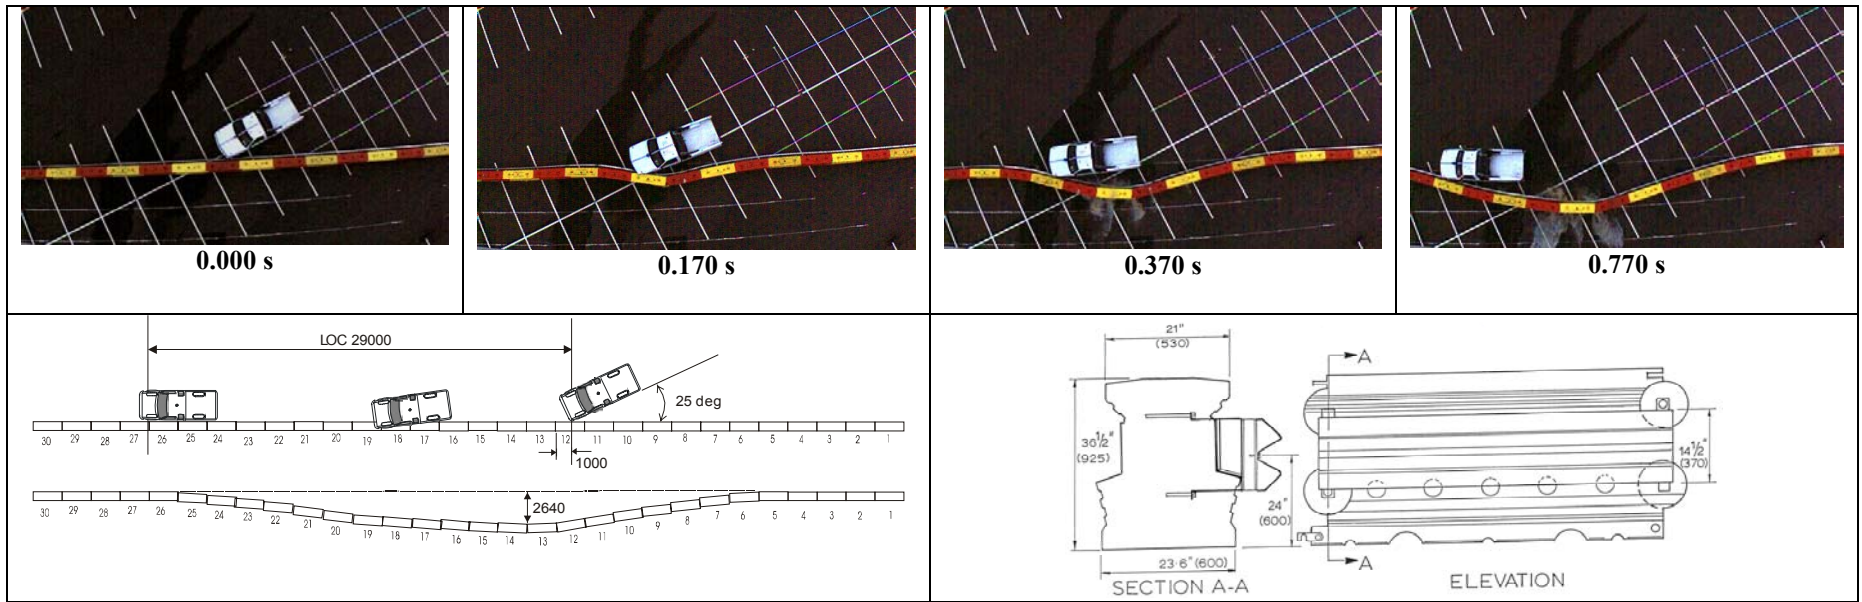 0.000 s
0.170 s
0.370 s
0.770 s
LOC 29000
25 deg
30 29 28 27 26 25 24 23 22 21 20 19 18 17 16 15 14 13 12 11 10 9 8 7 6 5 4 3 2 1
1000
2640
30 29 28 27 26 25 24 23 22 21 20 19 18 17 16 15 14 13 12 11 10 9 8 7 6 5 4 3 2 1
21"
(530)
36½"
(925)
24"
(600)
23·6" (600)
SECTION A-A
A
14½"
(370)
A
ELEVATION